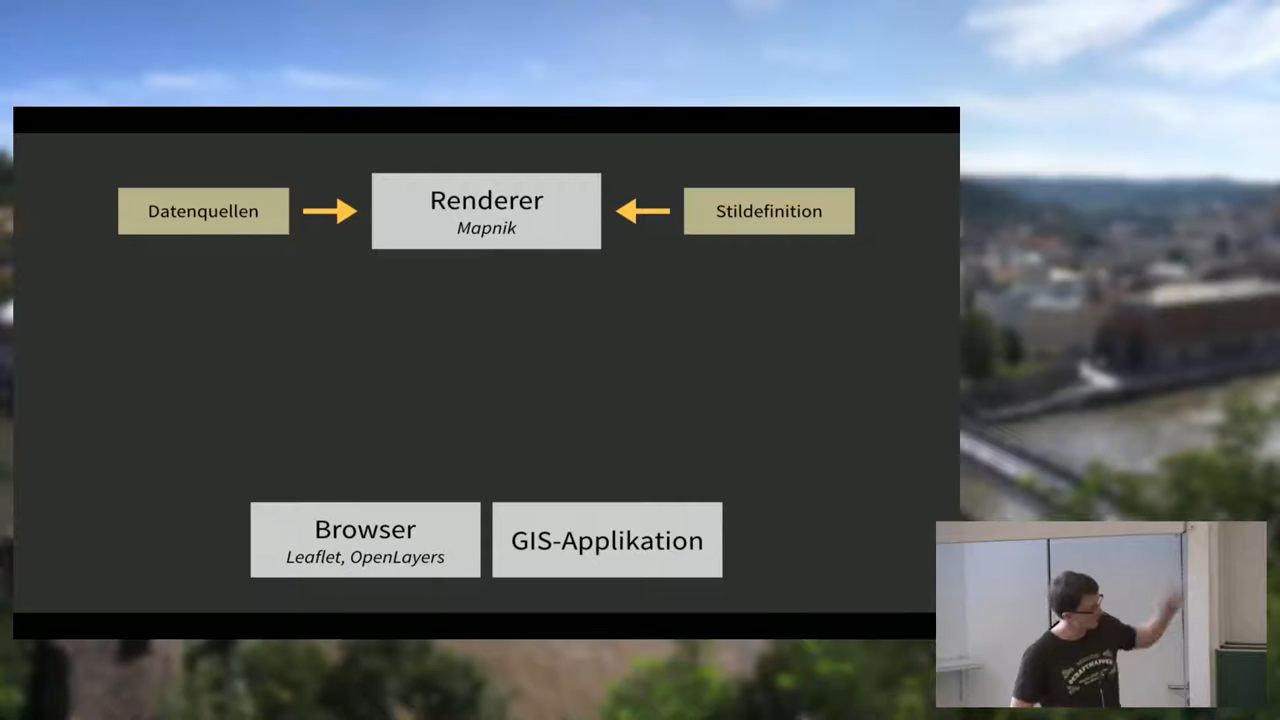 Datenquellen
Renderer
Mapnik
Stildefinition
Browser
Leaflet, OpenLayers
GIS-Applikation